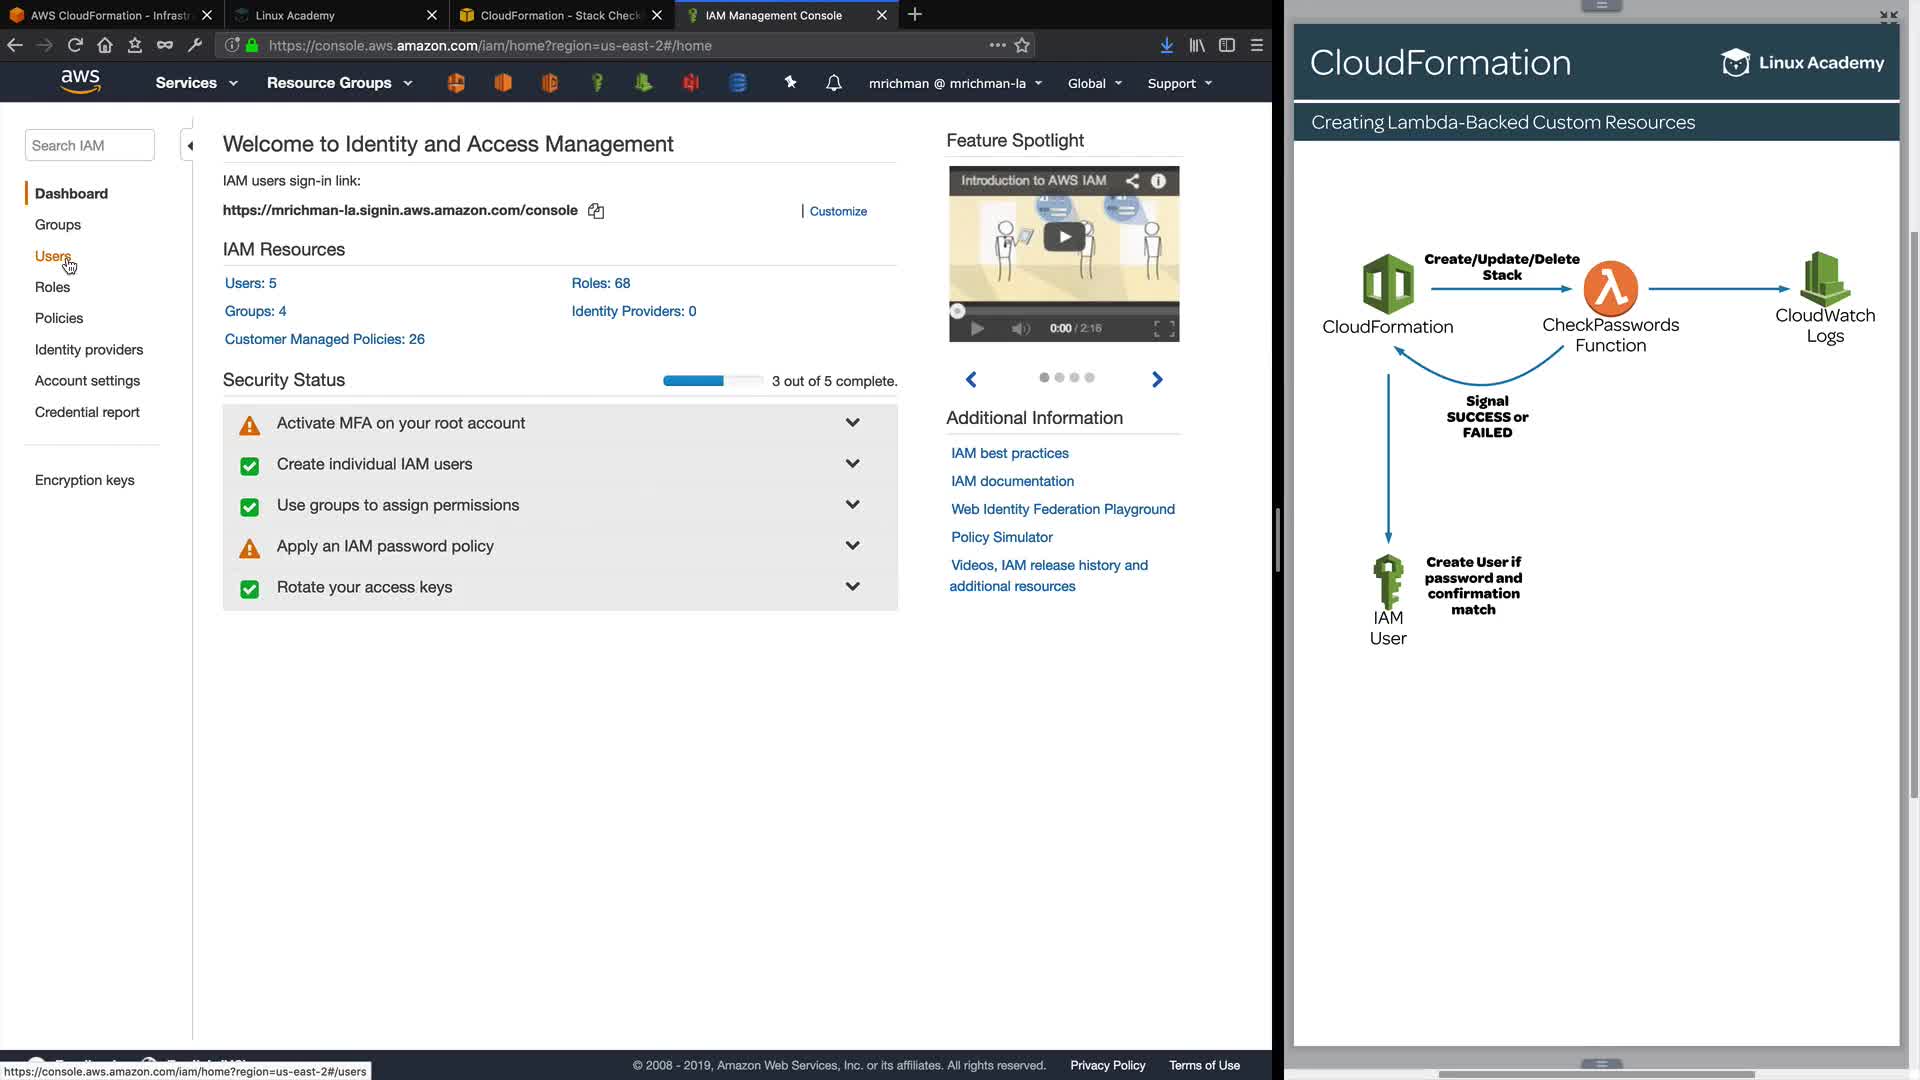 AWS CloudFormation - Infrastr
Linux Academy
CloudFormation - Stack Check
IAM Management Console
https://console.aws.amazon.com/iam/home?region=us-east-2#/home
aws
Services
Resource Groups
mrichman @ mrichman-la
Global
Support
Search IAM
Dashboard
Groups
Users
Roles
Policies
Identity providers
Account settings
Credential report
Encryption keys
Welcome to Identity and Access Management
IAM users sign-in link:
https://mrichman-la.signin.aws.amazon.com/console
| Customize
IAM Resources
Users: 5
Roles: 68
Groups: 4
Identity Providers: 0
Customer Managed Policies: 26
Security Status
3 out of 5 complete.
Activate MFA on your root account
Create individual IAM users
Use groups to assign permissions
Apply an IAM password policy
Rotate your access keys
Feature Spotlight
Introduction to AWS IAM
0:00 / 2:16
Additional Information
IAM best practices
IAM documentation
Web Identity Federation Playground
Policy Simulator
Videos, IAM release history and
additional resources
© 2008 - 2019, Amazon Web Services, Inc. or its affiliates. All rights reserved.
Privacy Policy
Terms of Use
https://console.aws.amazon.com/iam/home?region=us-east-2#/users
CloudFormation
Linux Academy
Creating Lambda-Backed Custom Resources
Create/Update/Delete
Stack
CloudFormation
CheckPasswords
Function
CloudWatch
Logs
Signal
SUCCESS or
FAILED
Create User if
password and
confirmation
match
IAM
User